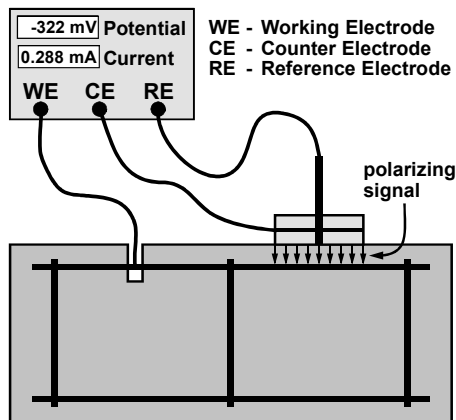 -322 mV Potential
0.288 mA Current
WE CE RE
WE - Working Electrode
CE - Counter Electrode
RE - Reference Electrode
polarizing
signal